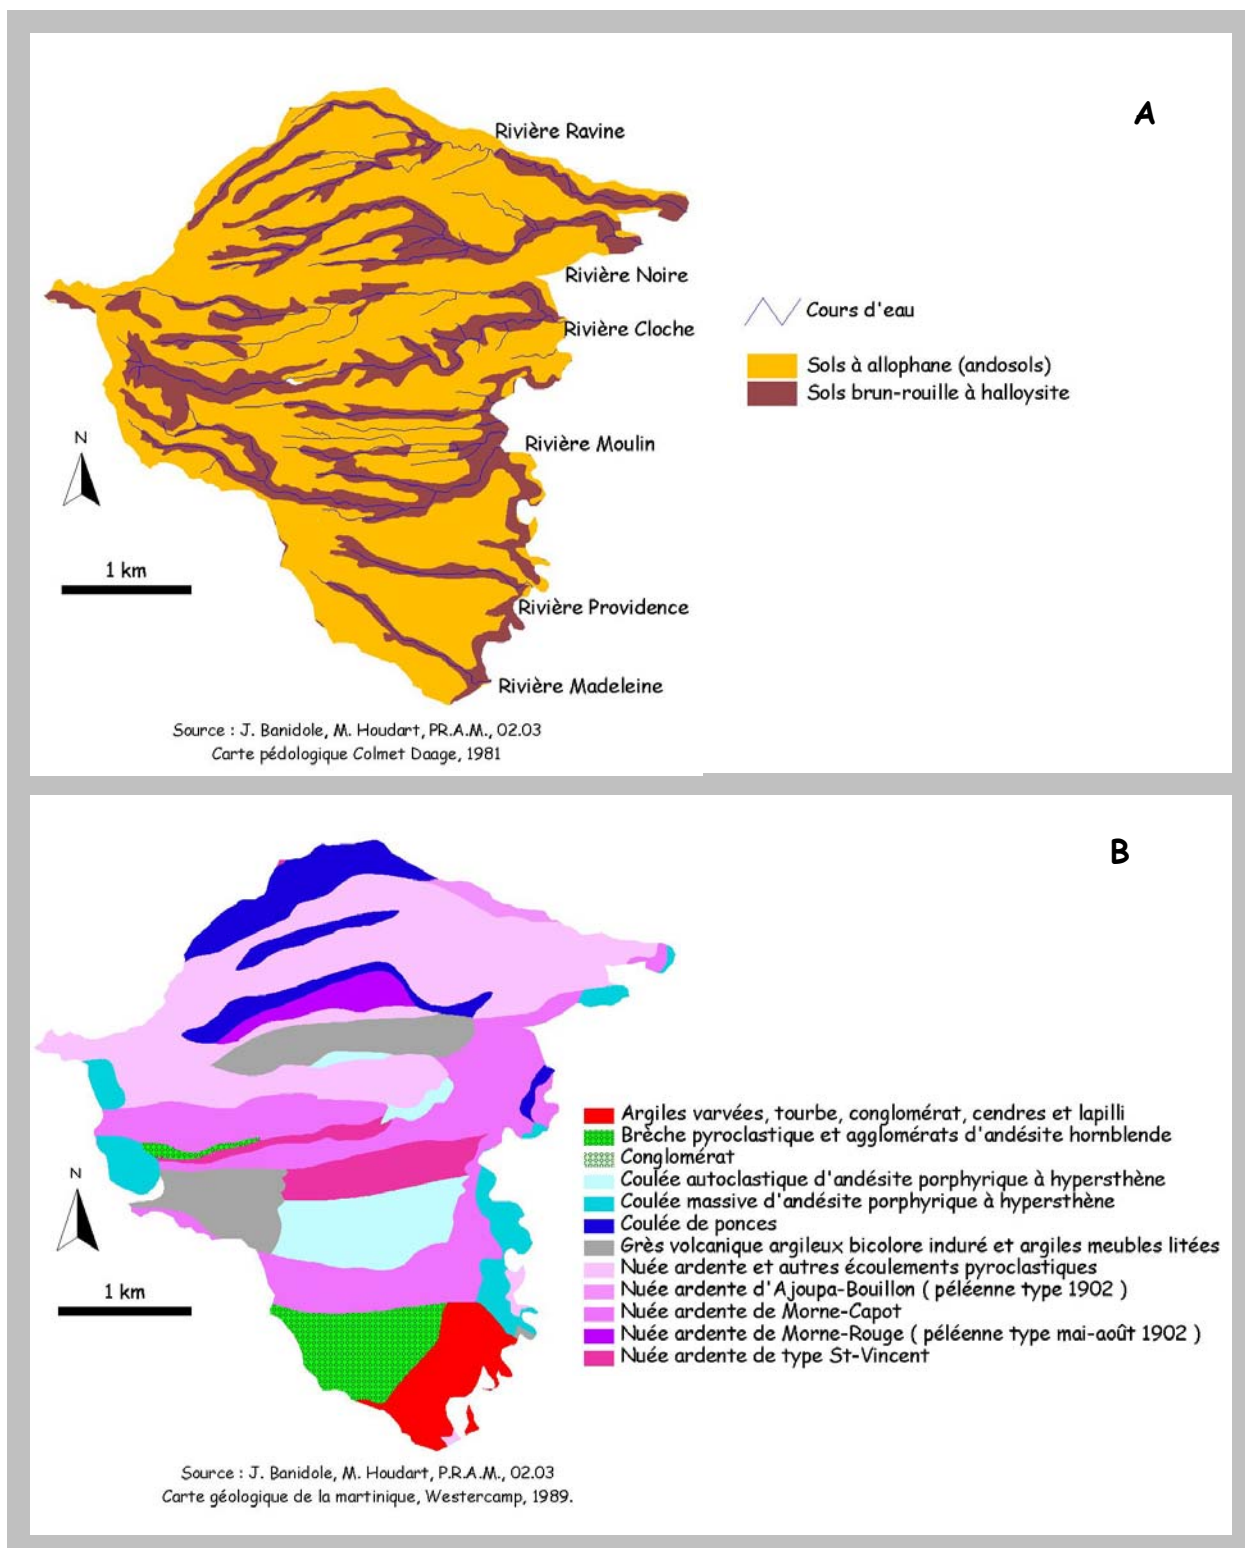 A
Rivière Ravine
Rivière Noire
Rivière Cloche
Cours d'eau
Sols à allophane (andosols)
Sols brun-rouille à halloysite
N
Rivière Moulin
1 km
Rivière Providence
Rivière Madeleine
Source : J. Banidole, M. Houdart, PR.A.M., 02.03
Carte pédologique Colmet Daage, 1981
B
Argiles varvées, tourbe, conglomérat, cendres et lapilli
Brèche pyroclastique et agglomérats d'andésite hornblende
Conglomérat
Coulée autoclastique d'andésite porphyrique à hypersthène
Coulée massive d'andésite porphyrique à hypersthène
Coulée de ponces
Grès volcanique argileux bicolore induré et argiles meubles litées
Nuée ardente et autres écoulements pyroclastiques
Nuée ardente d'Ajoupa-Bouillon ( péléenne type 1902 )
Nuée ardente de Morne-Capot
Nuée ardente de Morne-Rouge ( péléenne type mai-août 1902 )
Nuée ardente de type St-Vincent
N
1 km
Source : J. Banidole, M. Houdart, P.R.A.M., 02.03
Carte géologique de la martinique, Westercamp, 1989.